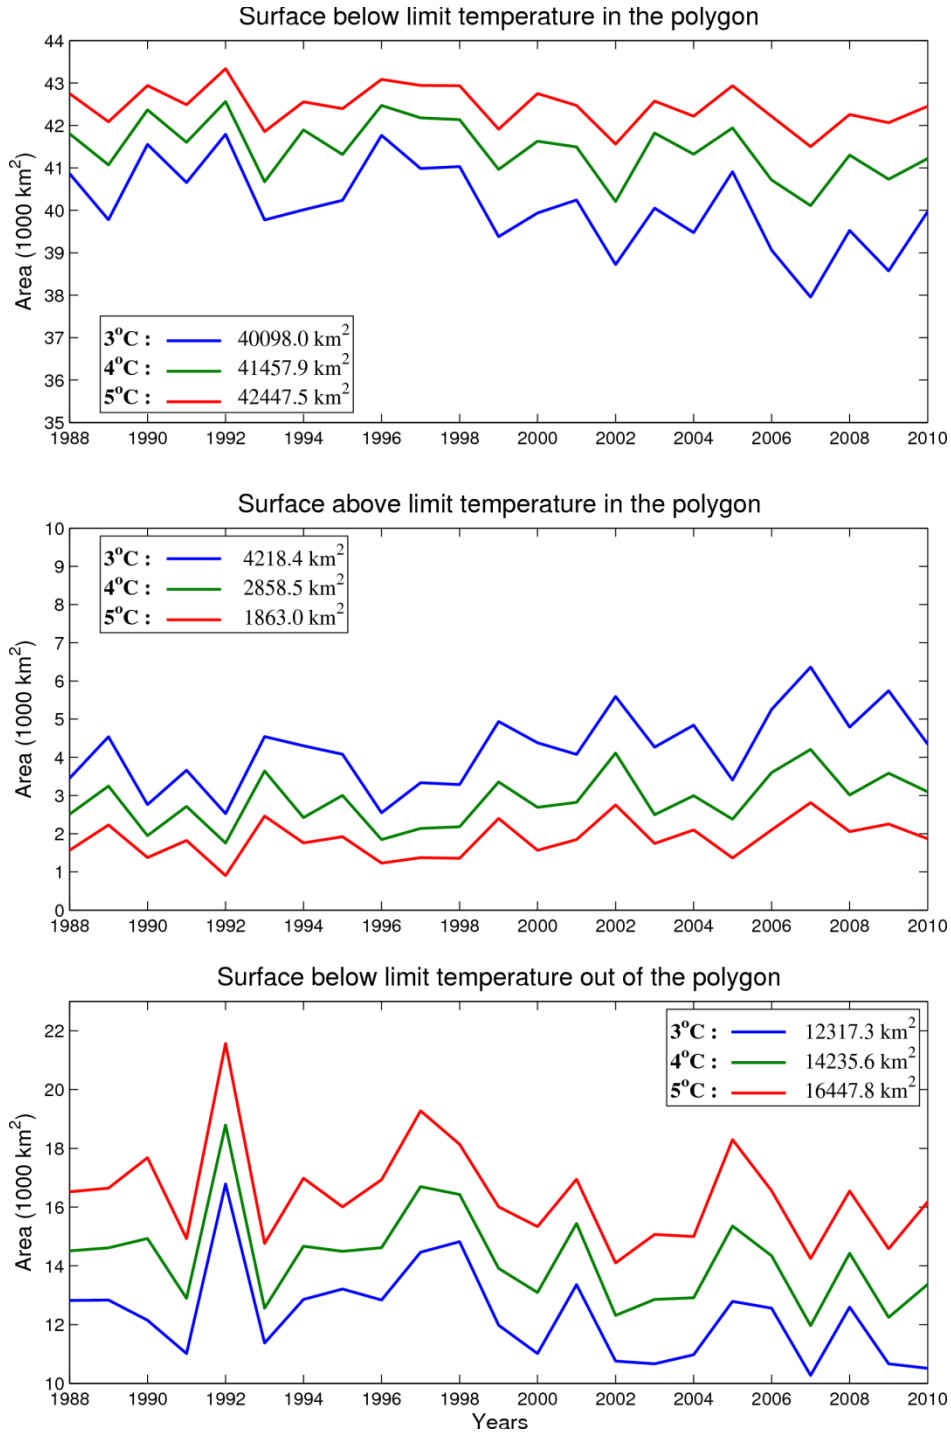 Surface below limit temperature in the polygon
44
43
42
41
40
39
38
37
36
35
Area (1000 km²)
3°C : 40098.0 km²
4°C : 41457.9 km²
5°C : 42447.5 km²
1988 1990 1992 1994 1996 1998 2000 2002 2004 2006 2008 2010
Surface above limit temperature in the polygon
10
9
8
7
6
5
4
3
2
1
0
Area (1000 km²)
3°C : 4218.4 km²
4°C : 2858.5 km²
5°C : 1863.0 km²
1988 1990 1992 1994 1996 1998 2000 2002 2004 2006 2008 2010
Surface below limit temperature out of the polygon
22
20
18
16
14
12
10
Area (1000 km²)
3°C : 12317.3 km²
4°C : 14235.6 km²
5°C : 16447.8 km²
1988 1990 1992 1994 1996 1998 2000 2002 2004 2006 2008 2010
Years